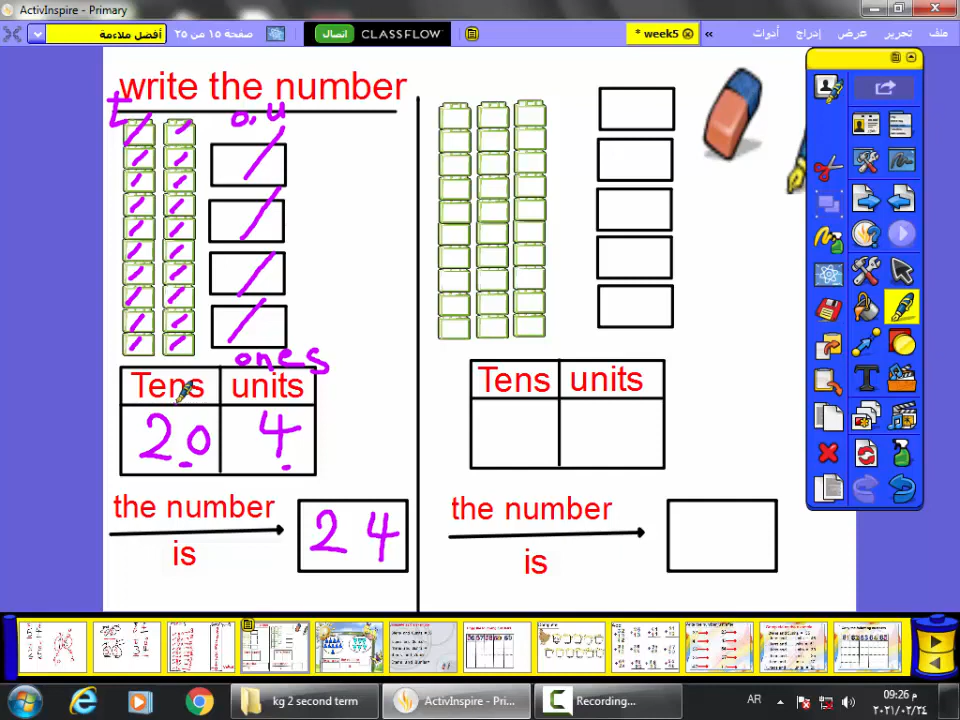 ActivInspire - Primary
أفضل ملاءمة
صفحة ١٥ من ٢٥
اتصال
CLASSFLOW
* week5
»
أدوات
إدراج
عرض
تحرير
ملف
write the number
t
o, u
ones
Tens units
20 4
the number
is
24
Tens units
the number
is
kg 2 second term
ActivInspire - Pri...
Recording...
AR
09:26 م
٢٠٢١/٠٢/٢٤